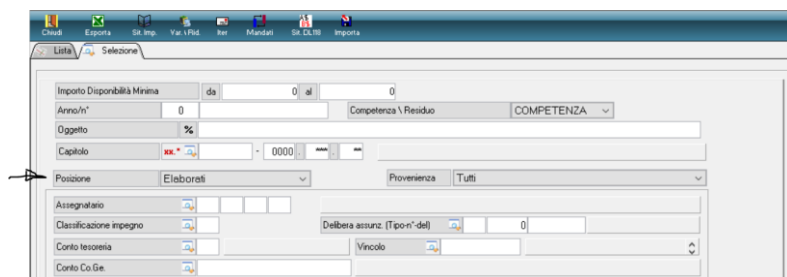 Chiudi Esporta Sit. Imp. Var. \ Rid. Iter Mandati Sit. DL118 Importa
Lista Selezione
Importo Disponibilità Minima da 0 al 0
Anno/n° 0 Competenza \ Residuo COMPETENZA
Oggetto %
Capitolo xx.* - 0000 . **** . **
Posizione Elaborati Provenienza Tutti
Assegnatario
Classificazione impegno Delibera assunz. (Tipo-n°-del) 0
Conto tesoreria Vincolo
Conto Co.Ge.